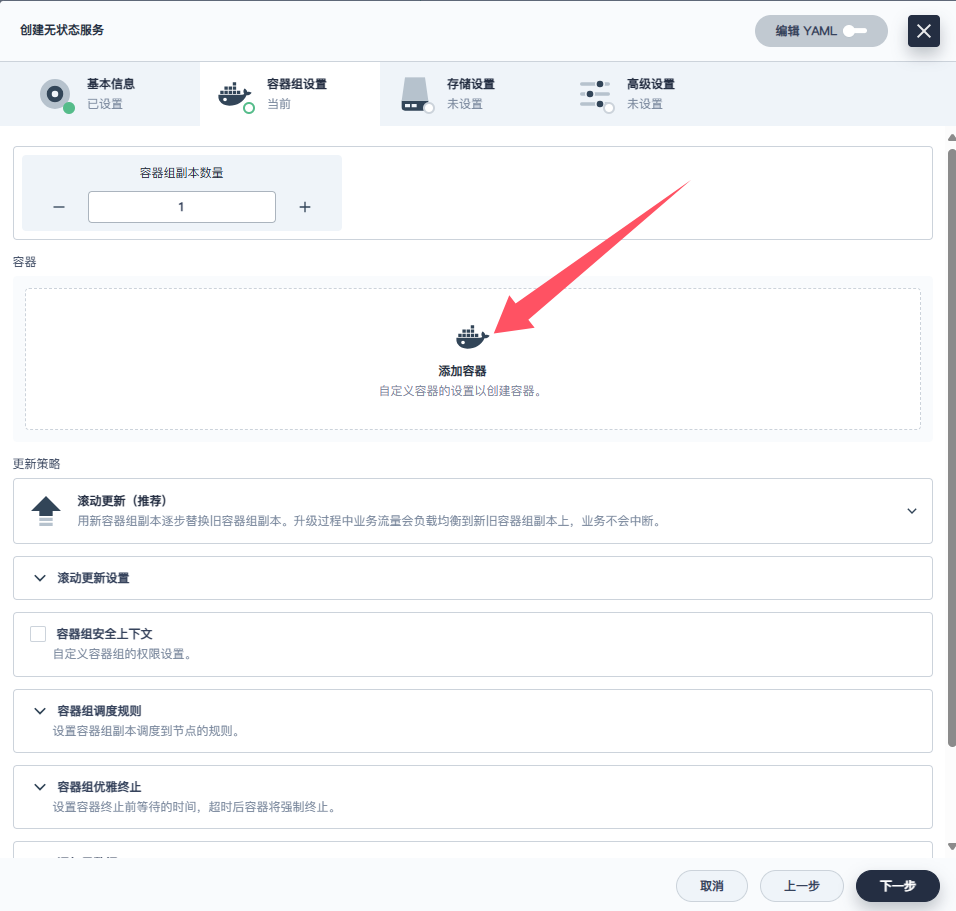 创建无状态服务
编辑 YAML
基本信息
已设置
容器组设置
当前
存储设置
未设置
高级设置
未设置
容器组副本数量
1
容器
添加容器
自定义容器的设置以创建容器。
更新策略
滚动更新（推荐）
用新容器组副本逐步替换旧容器组副本。升级过程中业务流量会负载均衡到新旧容器组副本上，业务不会中断。
滚动更新设置
容器组安全上下文
自定义容器组的权限设置。
容器组调度规则
设置容器组副本调度到节点的规则。
容器组优雅终止
设置容器终止前等待的时间，超时后容器将强制终止。
取消
上一步
下一步